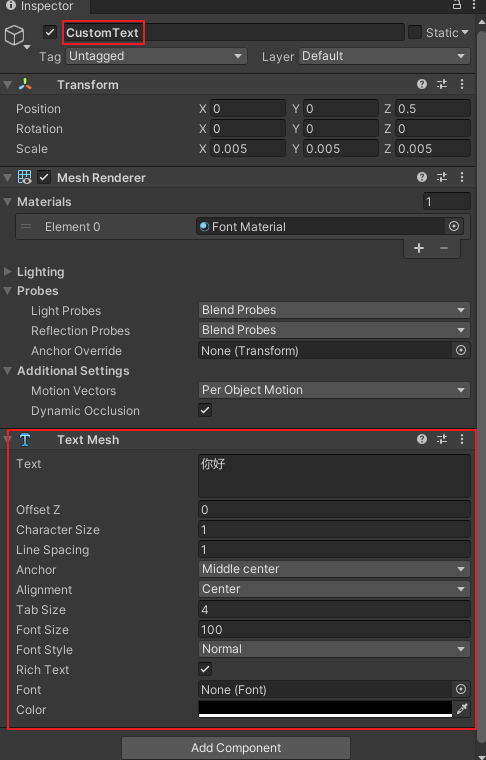 Inspector
CustomText Static
Tag Untagged Layer Default
Transform
Position X 0 Y 0 Z 0.5
Rotation X 0 Y 0 Z 0
Scale X 0.005 Y 0.005 Z 0.005
Mesh Renderer
Materials 1
Element 0 Font Material
+ −
Lighting
Probes
Light Probes Blend Probes
Reflection Probes Blend Probes
Anchor Override None (Transform)
Additional Settings
Motion Vectors Per Object Motion
Dynamic Occlusion
Text Mesh
Text 你好
Offset Z 0
Character Size 1
Line Spacing 1
Anchor Middle center
Alignment Center
Tab Size 4
Font Size 100
Font Style Normal
Rich Text
Font None (Font)
Color
Add Component